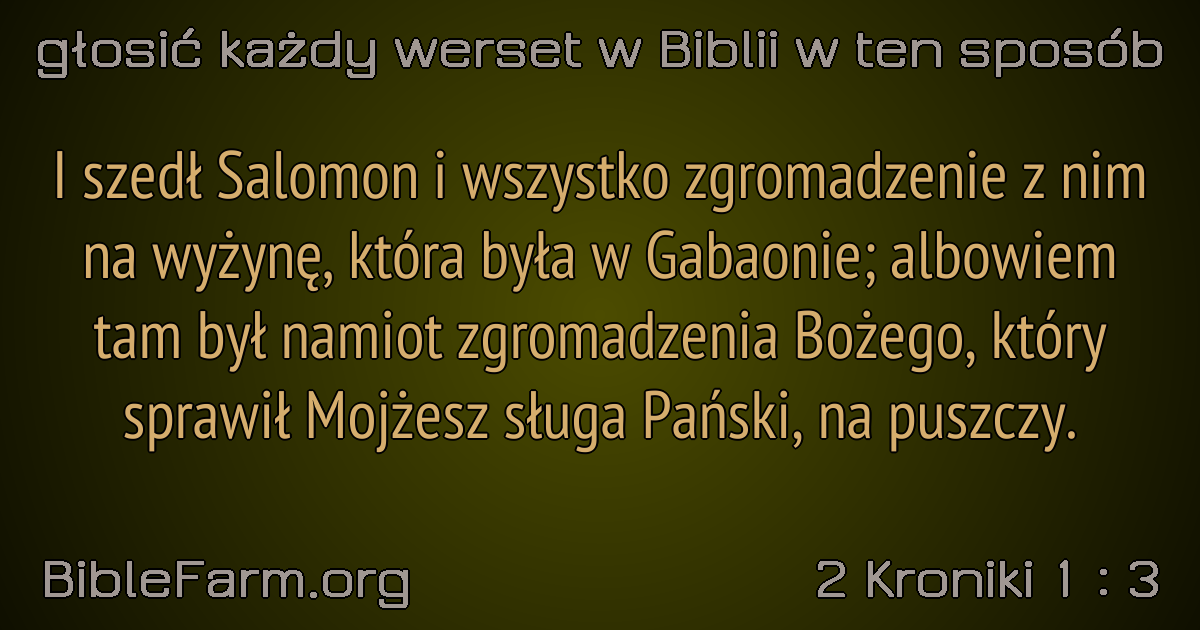 głosić każdy werset w Biblii w ten sposób
I szedł Salomon i wszystko zgromadzenie z nim
na wyżynę, która była w Gabaonie; albowiem
tam był namiot zgromadzenia Bożego, który
sprawił Mojżesz sługa Pański, na puszczy.
BibleFarm.org
2 Kroniki 1 : 3